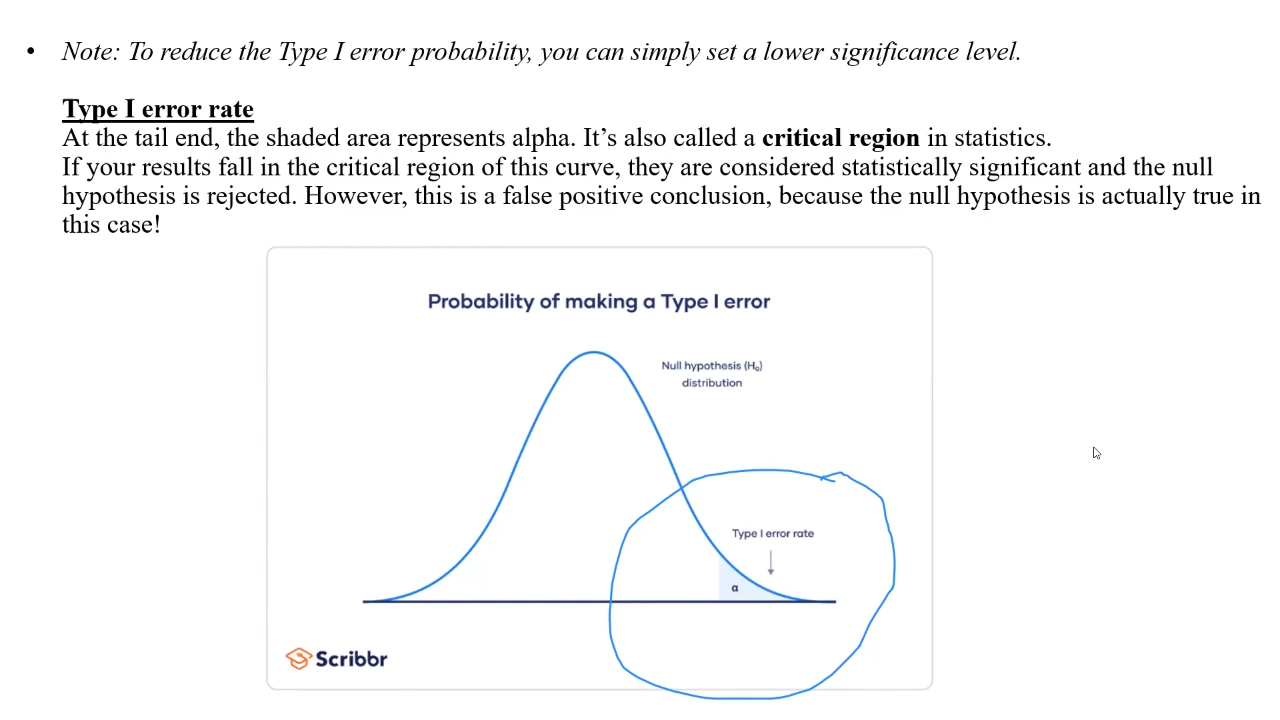 • Note: To reduce the Type I error probability, you can simply set a lower significance level.
Type I error rate
At the tail end, the shaded area represents alpha. It’s also called a critical region in statistics.
If your results fall in the critical region of this curve, they are considered statistically significant and the null
hypothesis is rejected. However, this is a false positive conclusion, because the null hypothesis is actually true in
this case!
Probability of making a Type I error
Null hypothesis (H₀)
distribution
Type I error rate
α
Scribbr